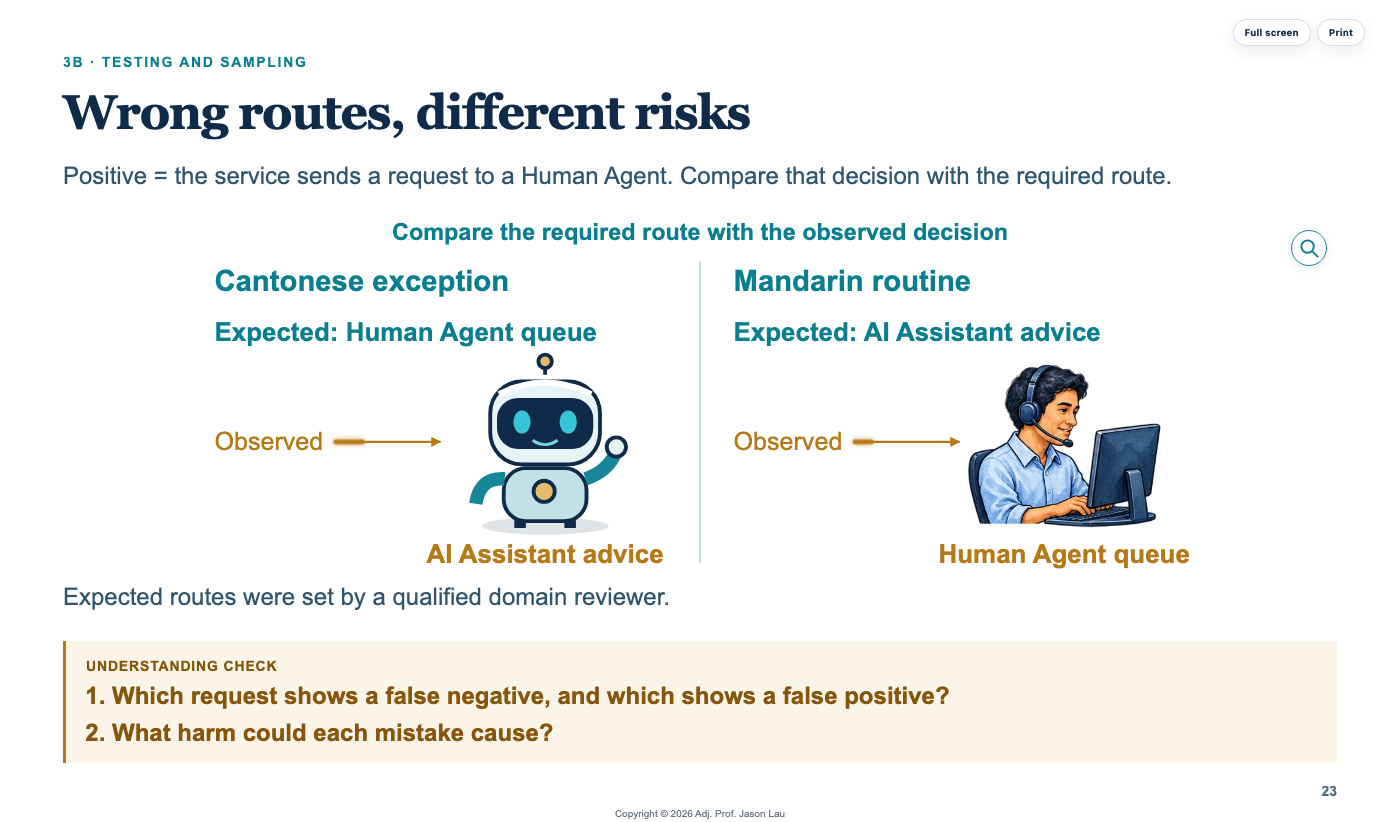 Full screen
Print
3B · TESTING AND SAMPLING
Wrong routes, different risks
Positive = the service sends a request to a Human Agent. Compare that decision with the required route.
Compare the required route with the observed decision
Cantonese exception
Expected: Human Agent queue
Observed
AI Assistant advice
Mandarin routine
Expected: AI Assistant advice
Observed
Human Agent queue
Expected routes were set by a qualified domain reviewer.
UNDERSTANDING CHECK
1. Which request shows a false negative, and which shows a false positive?
2. What harm could each mistake cause?
23
Copyright © 2026 Adj. Prof. Jason Lau